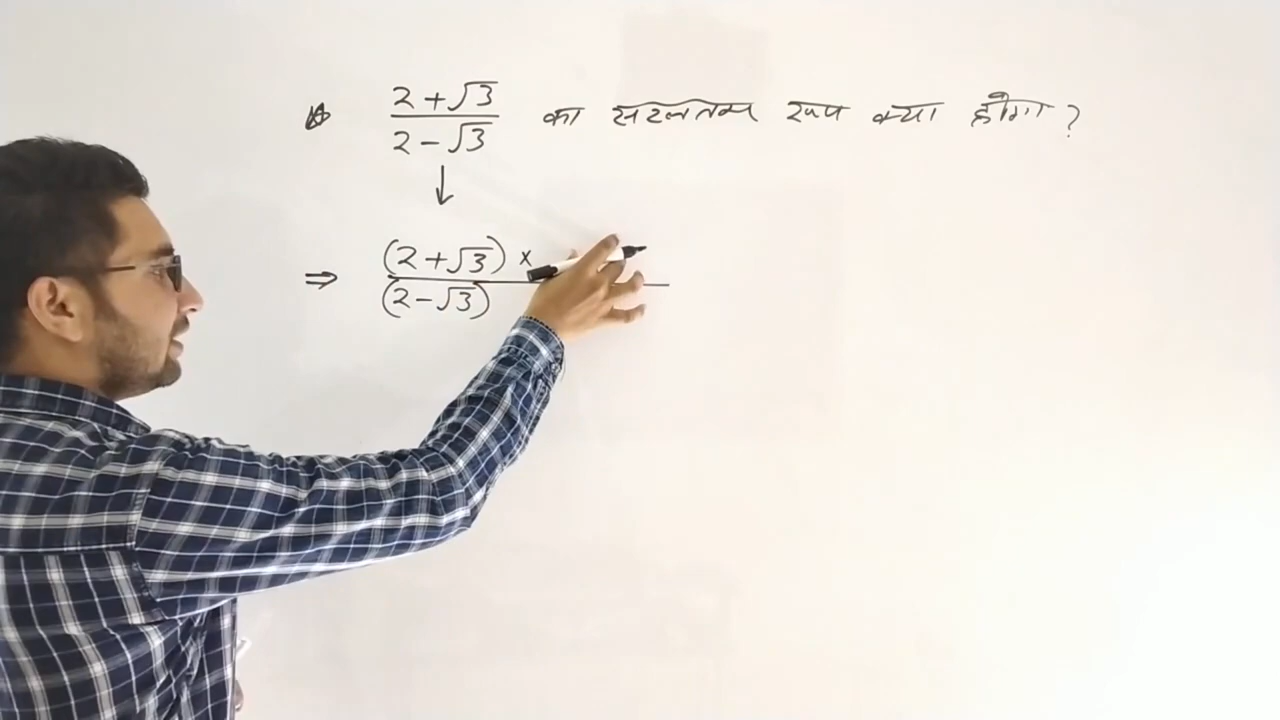 ☆ (2+√3)/(2-√3) का सरलतम रूप क्या होगा ?
↓
⇒ (2+√3) × / (2-√3)